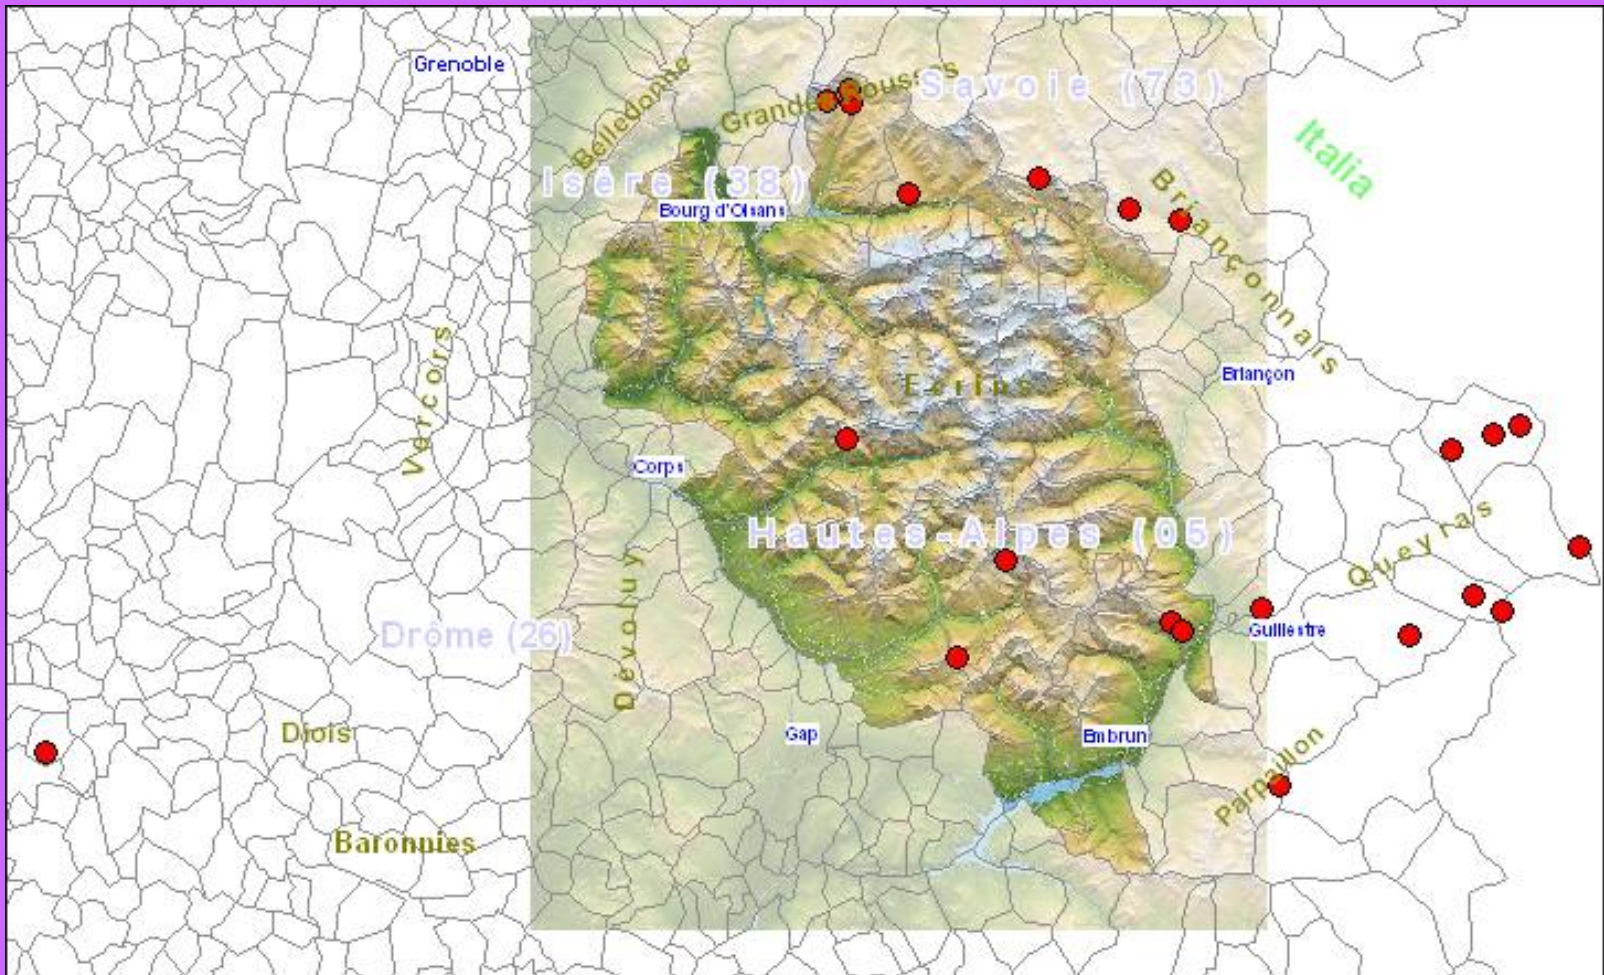 Grenoble
Belledonne
Grandes Rousses
Savoie (73)
Italia
Isère (38)
Bourg d'Oisans
Briançonnais
Vercors
Ecrins
Briançon
Corps
Queyrais
Hautes-Alpes (05)
Dévoluy
Drôme (26)
Guillestre
Diois
Gap
Embrun
Parpaillon
Baronnies